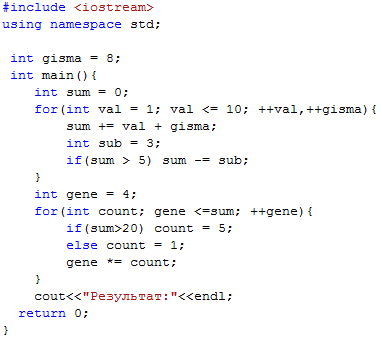 #include <iostream>
using namespace std;

int gisma = 8;
int main(){
    int sum = 0;
    for(int val = 1; val <= 10; ++val,++gisma){
        sum += val + gisma;
        int sub = 3;
        if(sum > 5) sum -= sub;
    }
    int gene = 4;
    for(int count; gene <=sum; ++gene){
        if(sum>20) count = 5;
        else count = 1;
        gene *= count;
    }
    cout<<"Результат:"<<endl;
  return 0;
}